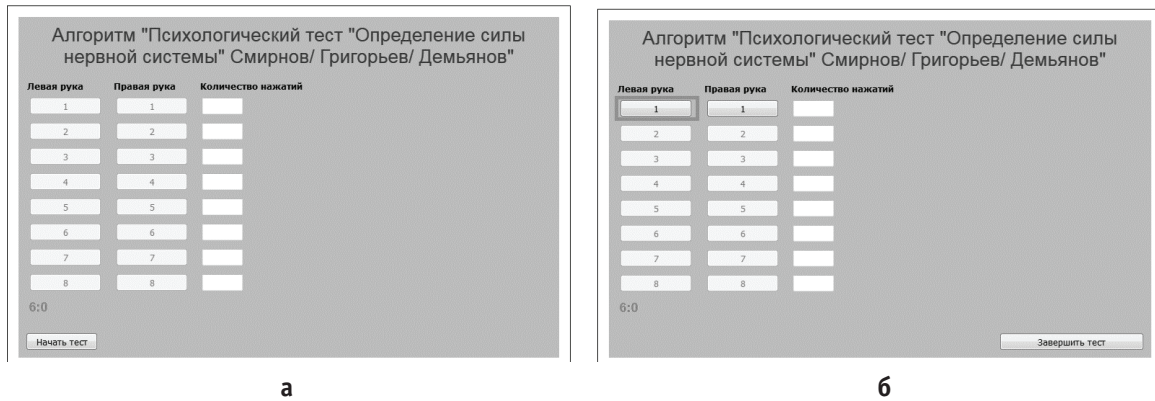 Алгоритм "Психологический тест "Определение силы
нервной системы" Смирнов/ Григорьев/ Демьянов"
Левая рука Правая рука Количество нажатий
1 1
2 2
3 3
4 4
5 5
6 6
7 7
8 8
6:0
Начать тест
а
Алгоритм "Психологический тест "Определение силы
нервной системы" Смирнов/ Григорьев/ Демьянов"
Левая рука Правая рука Количество нажатий
1 1
2 2
3 3
4 4
5 5
6 6
7 7
8 8
6:0
Завершить тест
б